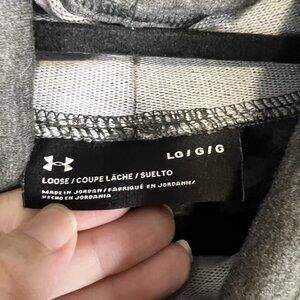 LG/G/G
LOOSE/COUPE LÂCHE/SUELTO
MADE IN JORDAN/FABRIQUÉ EN JORDANIE/
HECHO EN JORDANIA